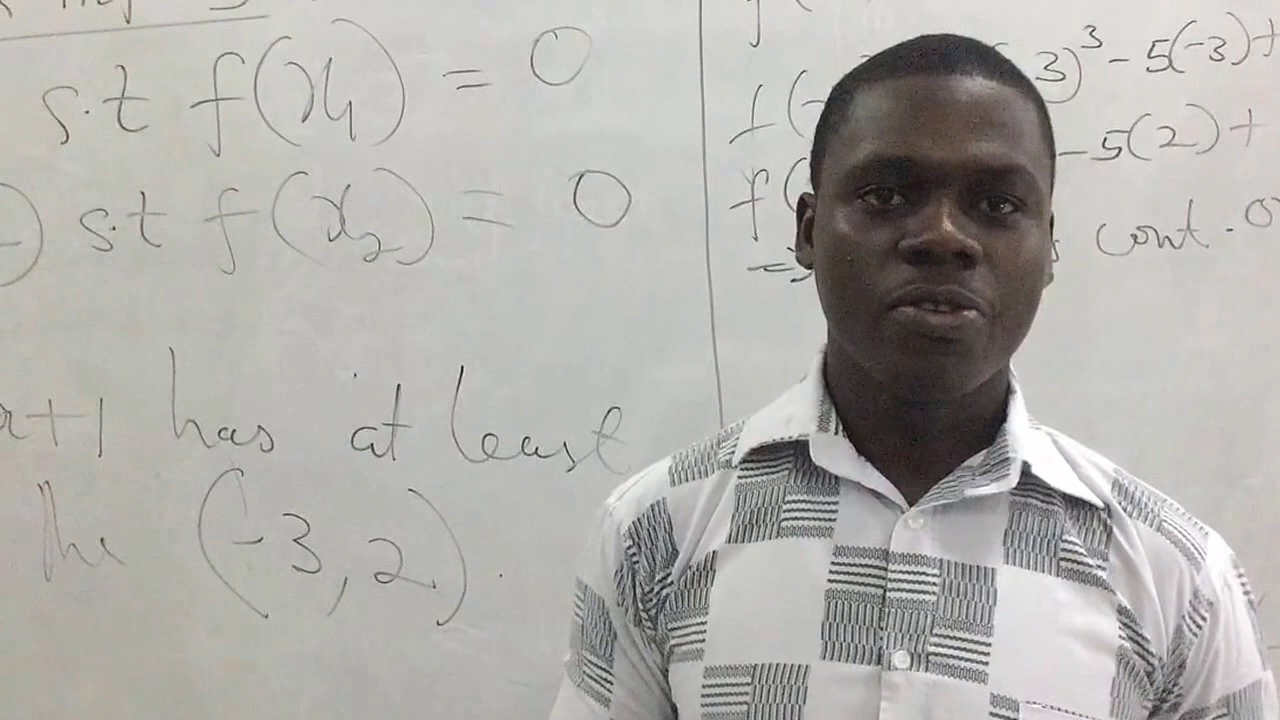 s.t f(x₁) = 0
) s.t f(x₂) = 0
x+1 has at least
the (-3,2).
f(
f(- 3)³ -5(-3)+
f( -5(2)+
=> s cont. o